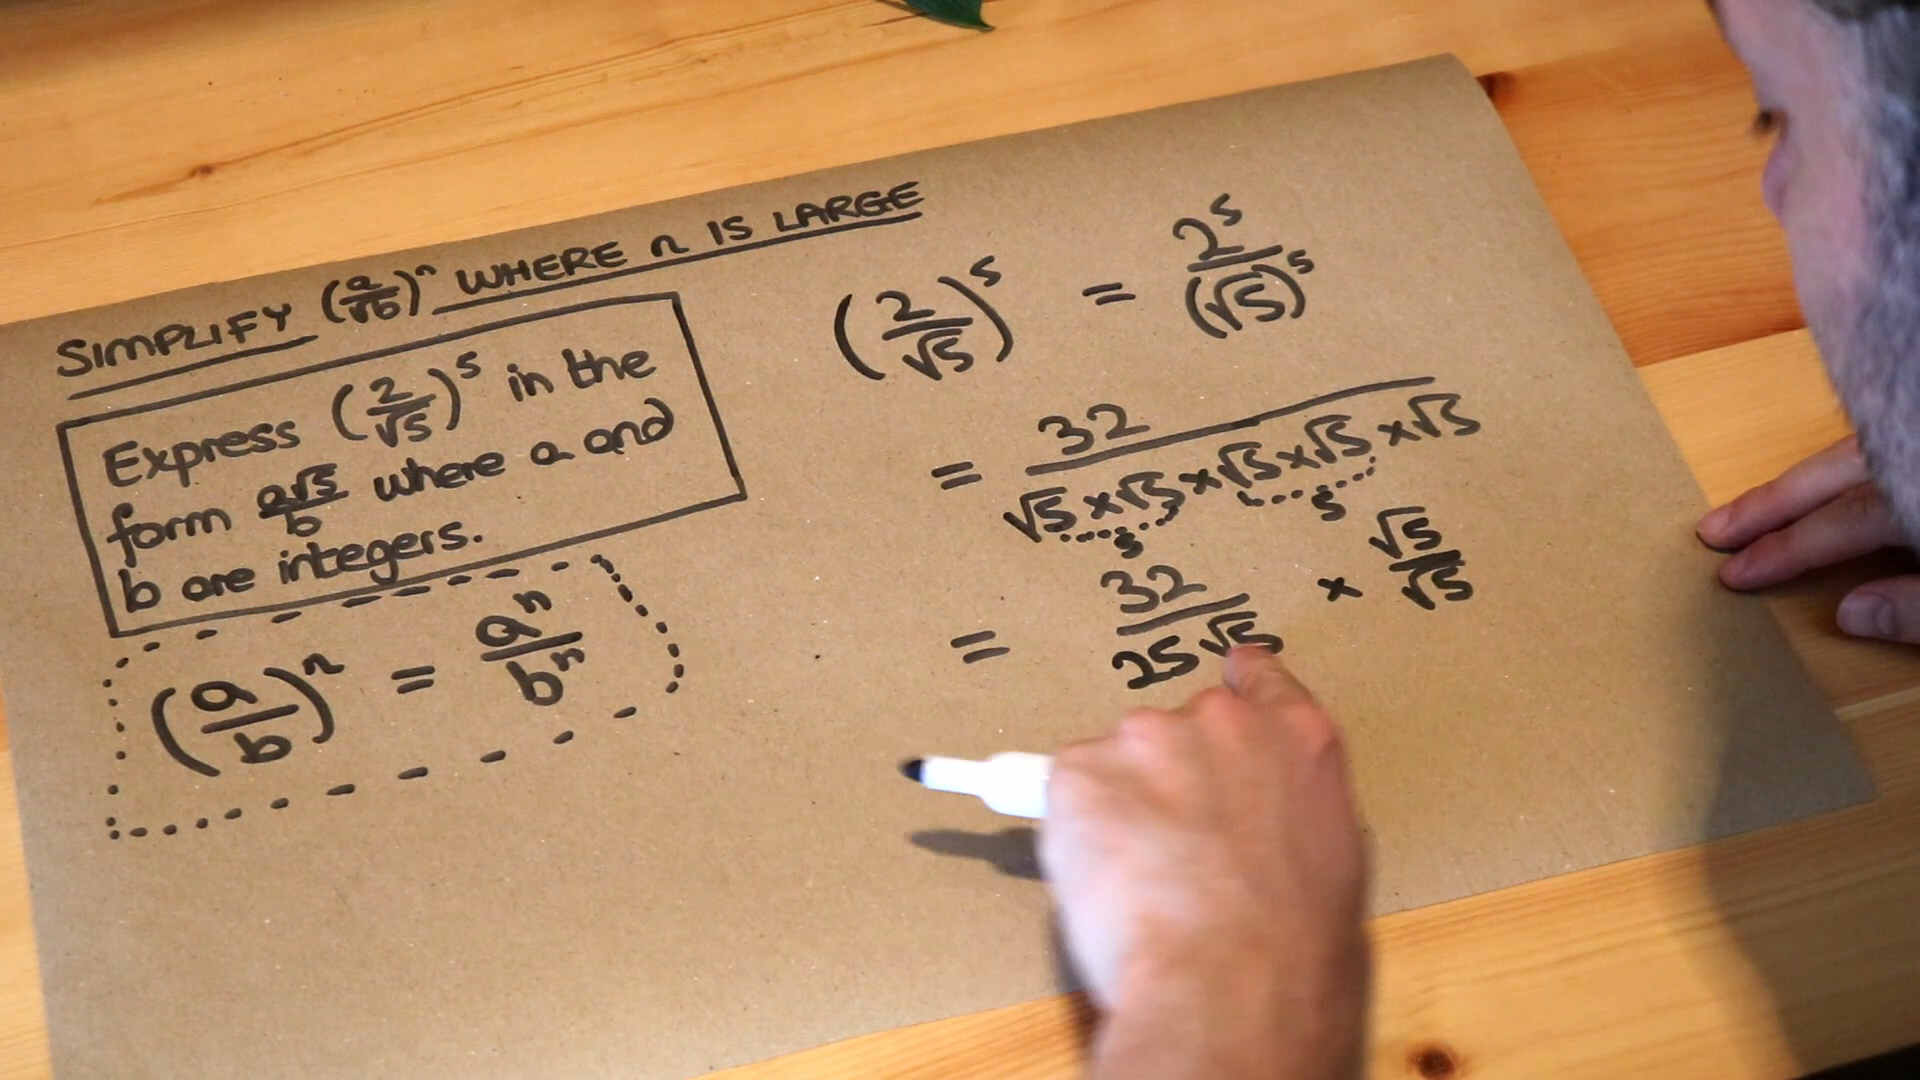 SIMPLIFY (a/√b)ⁿ WHERE n IS LARGE
Express (2/√5)⁵ in the
form a√5/b where a and
b are integers.
(a/b)ⁿ = aⁿ/bⁿ
(2/√5)⁵ = 2⁵/(√5)⁵
= 32/(√5×√5×√5×√5×√5)
5 5
= 32/25√5 × √5/√5